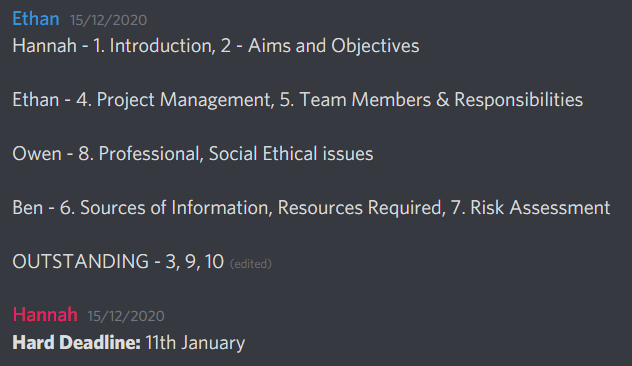 Ethan 15/12/2020
Hannah - 1. Introduction, 2 - Aims and Objectives
Ethan - 4. Project Management, 5. Team Members & Responsibilities
Owen - 8. Professional, Social Ethical issues
Ben - 6. Sources of Information, Resources Required, 7. Risk Assessment
OUTSTANDING - 3, 9, 10 (edited)
Hannah 15/12/2020
Hard Deadline: 11th January